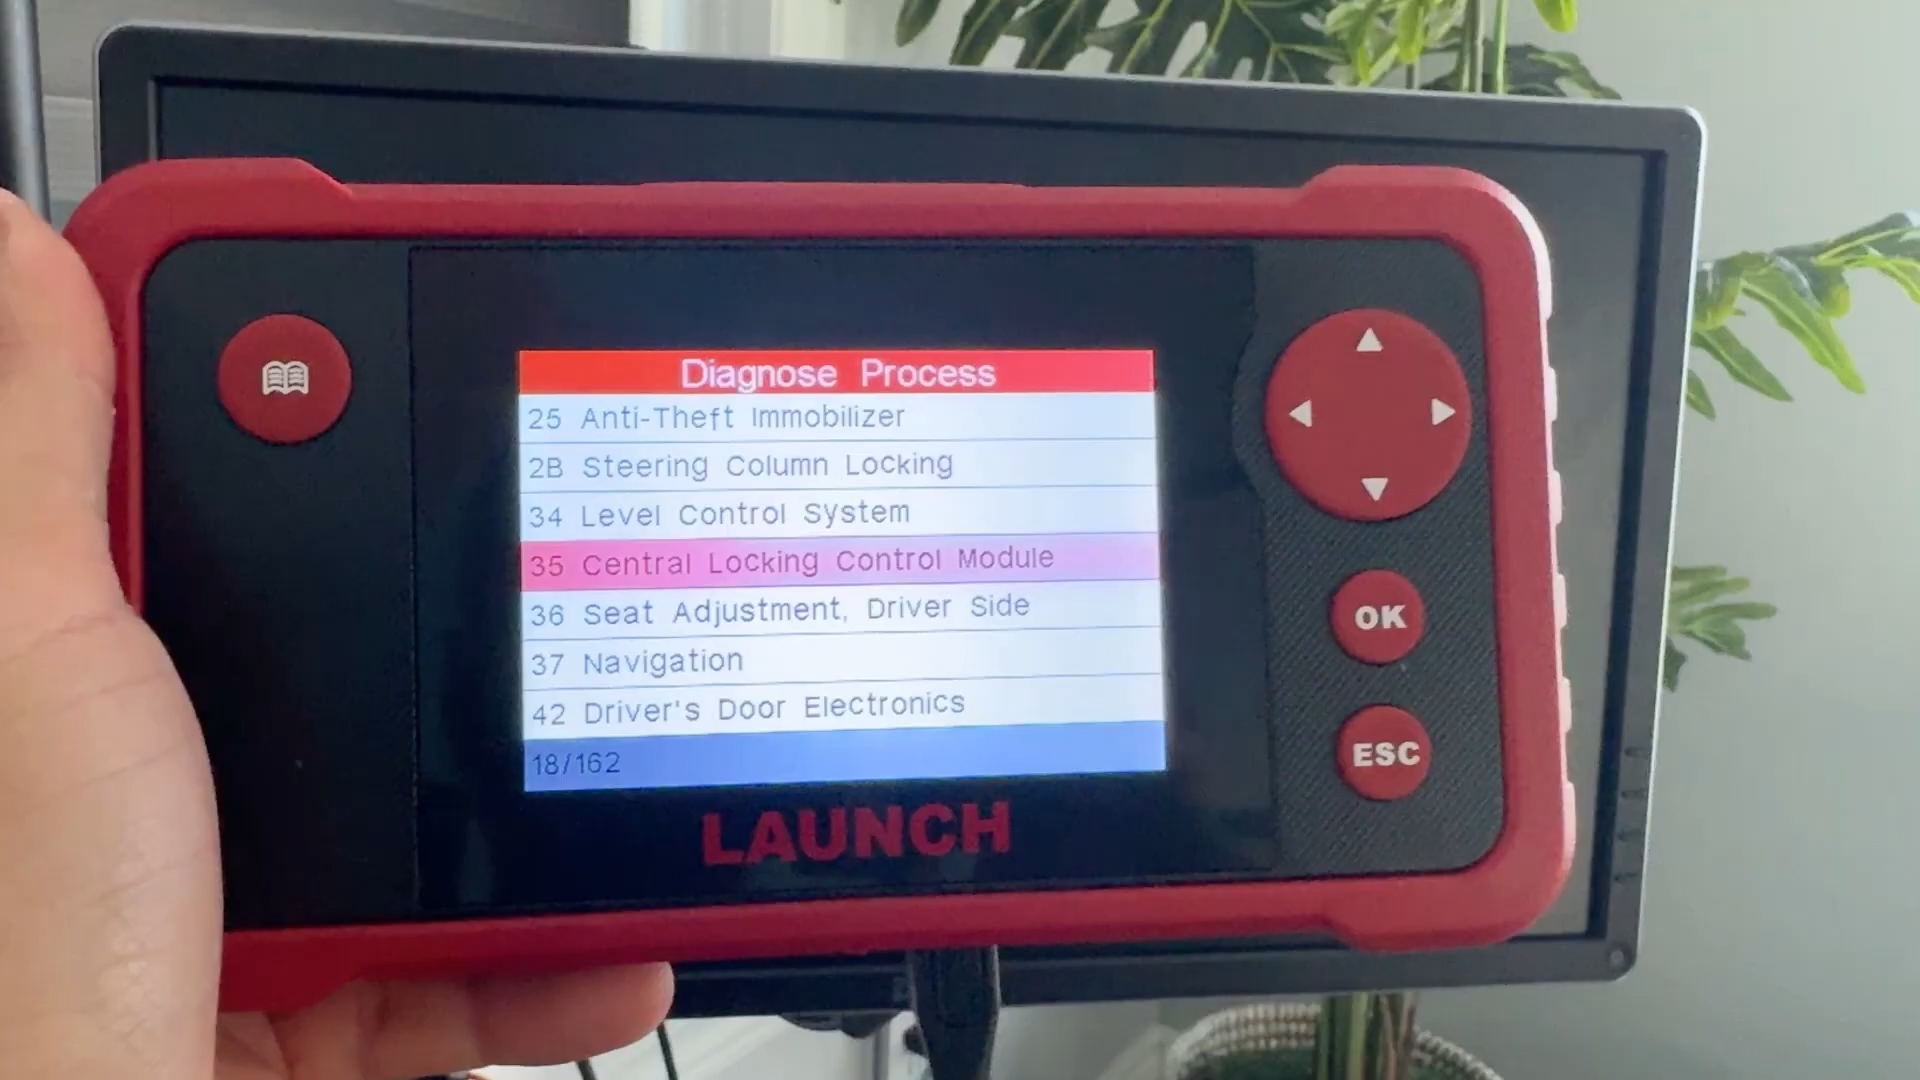 Diagnose Process
25 Anti-Theft Immobilizer
2B Steering Column Locking
34 Level Control System
35 Central Locking Control Module
36 Seat Adjustment, Driver Side
37 Navigation
42 Driver's Door Electronics
18/162
LAUNCH
OK
ESC